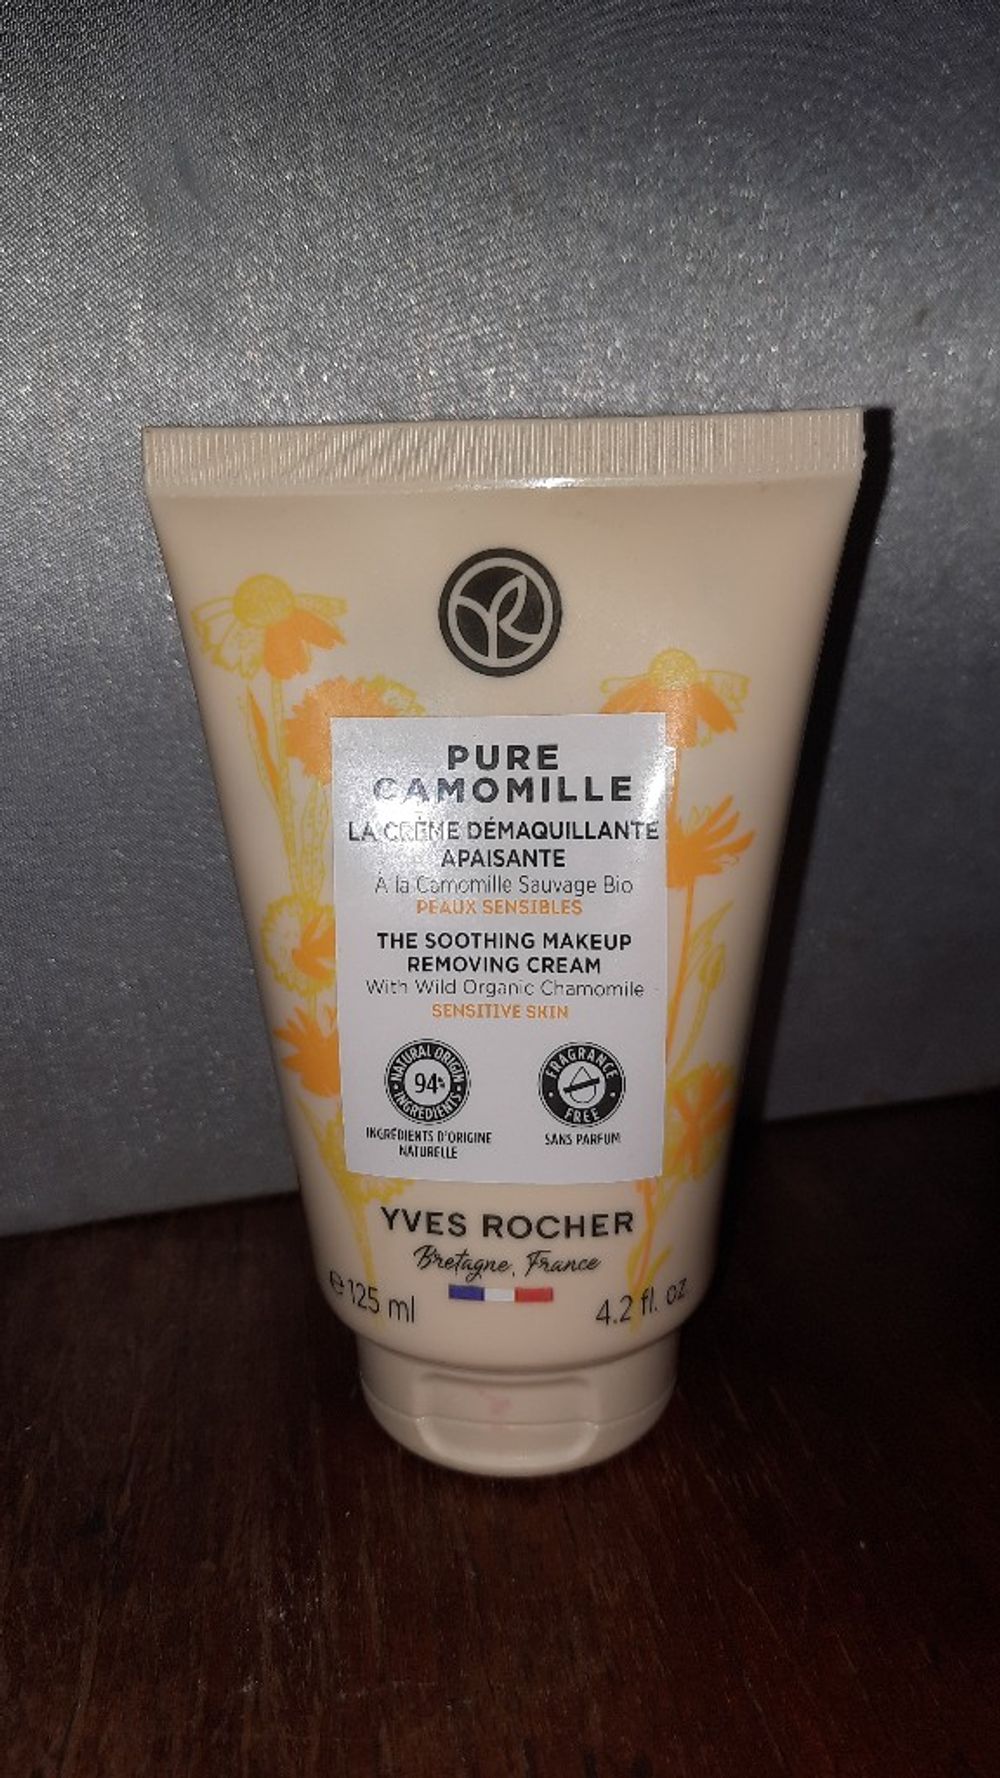 PURE
CAMOMILLE
LA CRÈME DÉMAQUILLANTE
APAISANTE
À la Camomille Sauvage Bio
PEAUX SENSIBLES
THE SOOTHING MAKEUP
REMOVING CREAM
With Wild Organic Chamomile
SENSITIVE SKIN
NATURAL ORIGIN
94%
INGREDIENTS
INGRÉDIENTS D'ORIGINE
NATURELLE
FRAGRANCE
FREE
SANS PARFUM
YVES ROCHER
Bretagne, France
℮ 125 ml
4.2 fl. oz